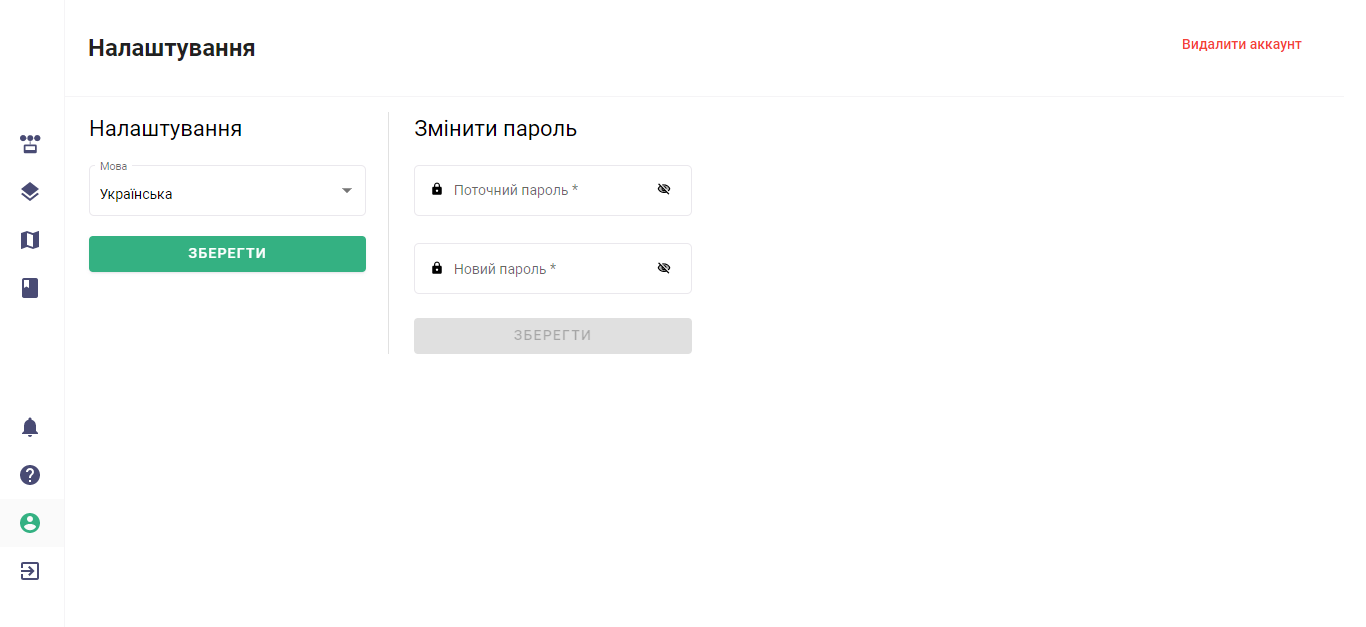 Налаштування
Видалити аккаунт
Налаштування
Мова
Українська
ЗБЕРЕГТИ
Змінити пароль
Поточний пароль *
Новий пароль *
ЗБЕРЕГТИ